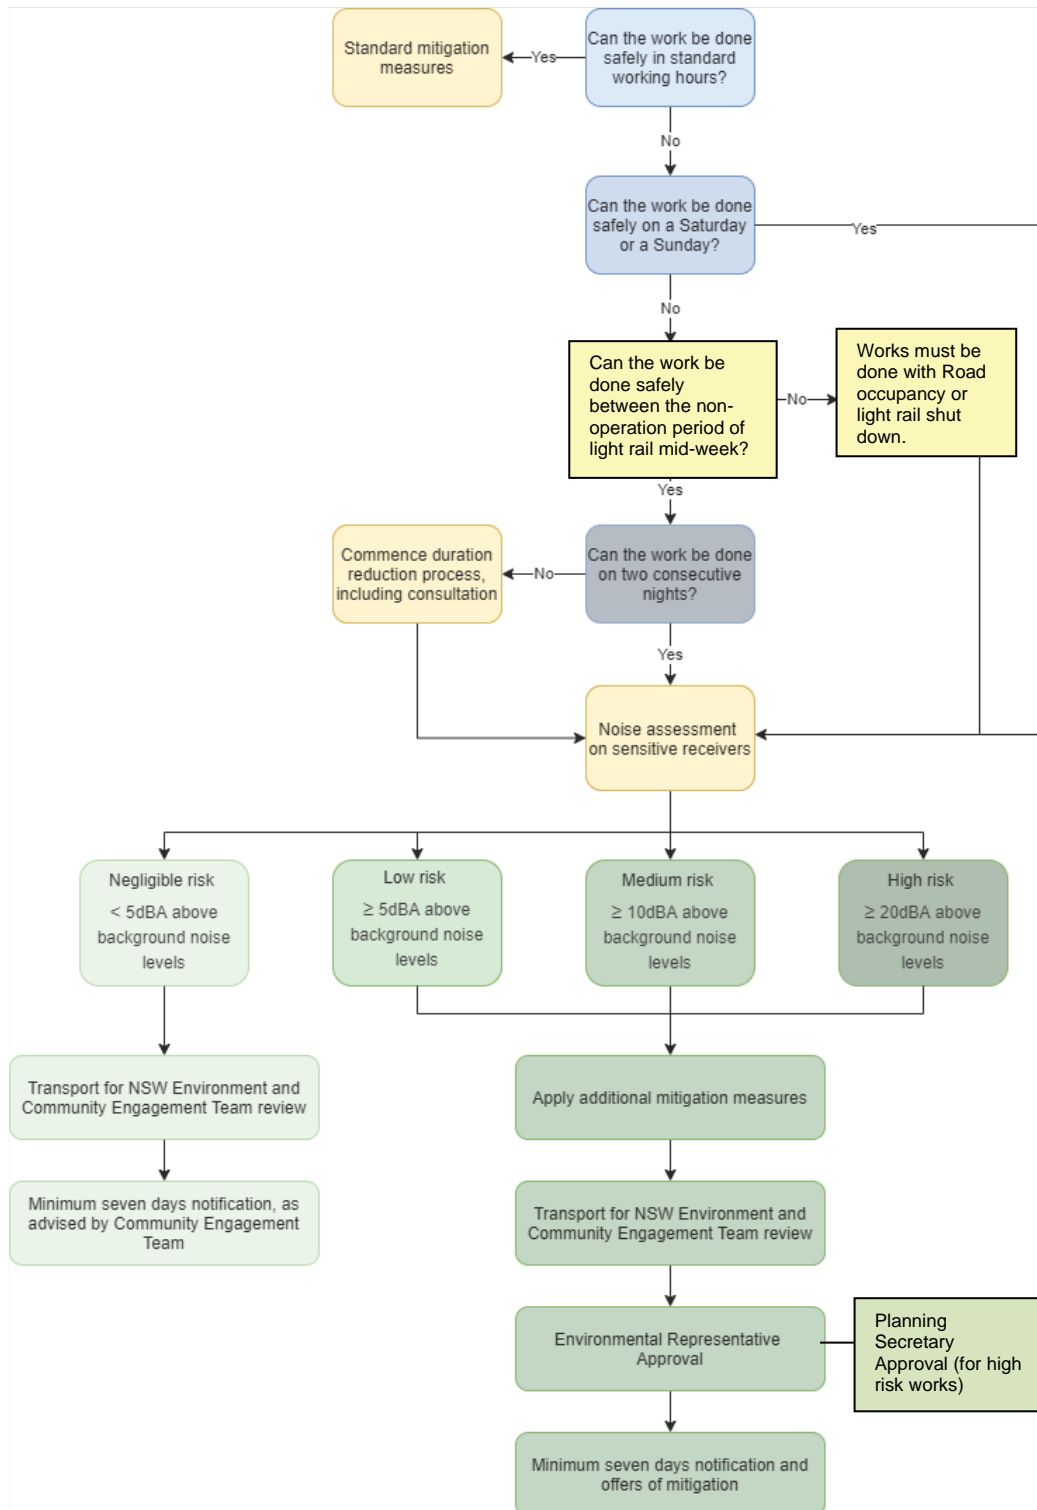 Standard mitigation
measures
Yes
Can the work be done
safely in standard
working hours?
No
Can the work be done
safely on a Saturday
or a Sunday?
Yes
No
Can the work be
done safely
between the non-
operation period of
light rail mid-week?
No
Works must be
done with Road
occupancy or
light rail shut
down.
Yes
Commence duration
reduction process,
including consultation
No
Can the work be done
on two consecutive
nights?
Yes
Noise assessment
on sensitive receivers
Negligible risk
< 5dBA above
background noise
levels
Low risk
≥ 5dBA above
background noise
levels
Medium risk
≥ 10dBA above
background noise
levels
High risk
≥ 20dBA above
background noise
levels
Transport for NSW Environment and
Community Engagement Team review
Minimum seven days notification, as
advised by Community Engagement
Team
Apply additional mitigation measures
Transport for NSW Environment and
Community Engagement Team review
Environmental Representative
Approval
Planning
Secretary
Approval (for high
risk works)
Minimum seven days notification and
offers of mitigation